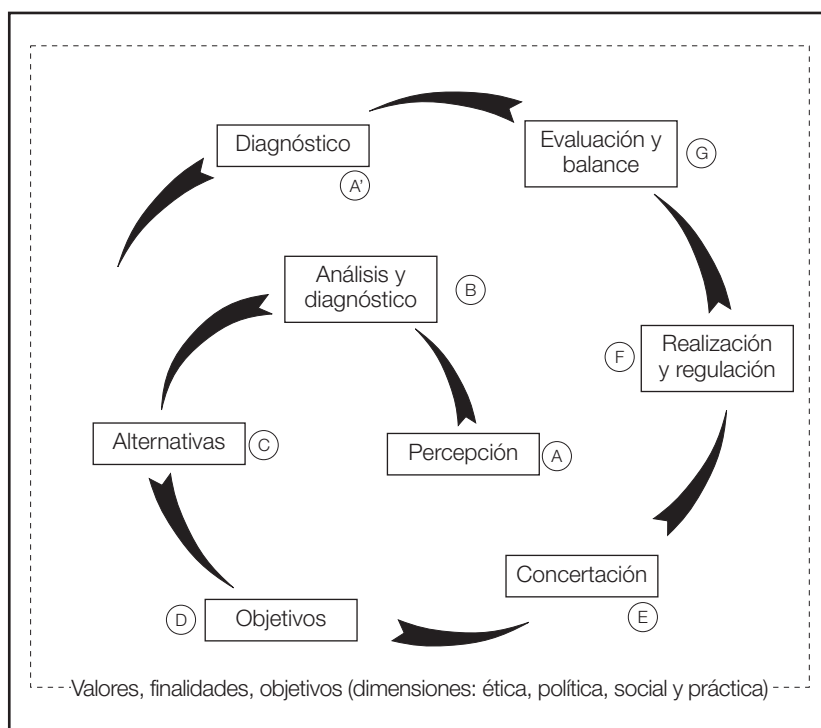 Diagnóstico
A'
Evaluación y
balance
G
Análisis y
diagnóstico
B
Realización
y regulación
F
Alternativas
C
Percepción
A
Concertación
E
Objetivos
D
Valores, finalidades, objetivos (dimensiones: ética, política, social y práctica)